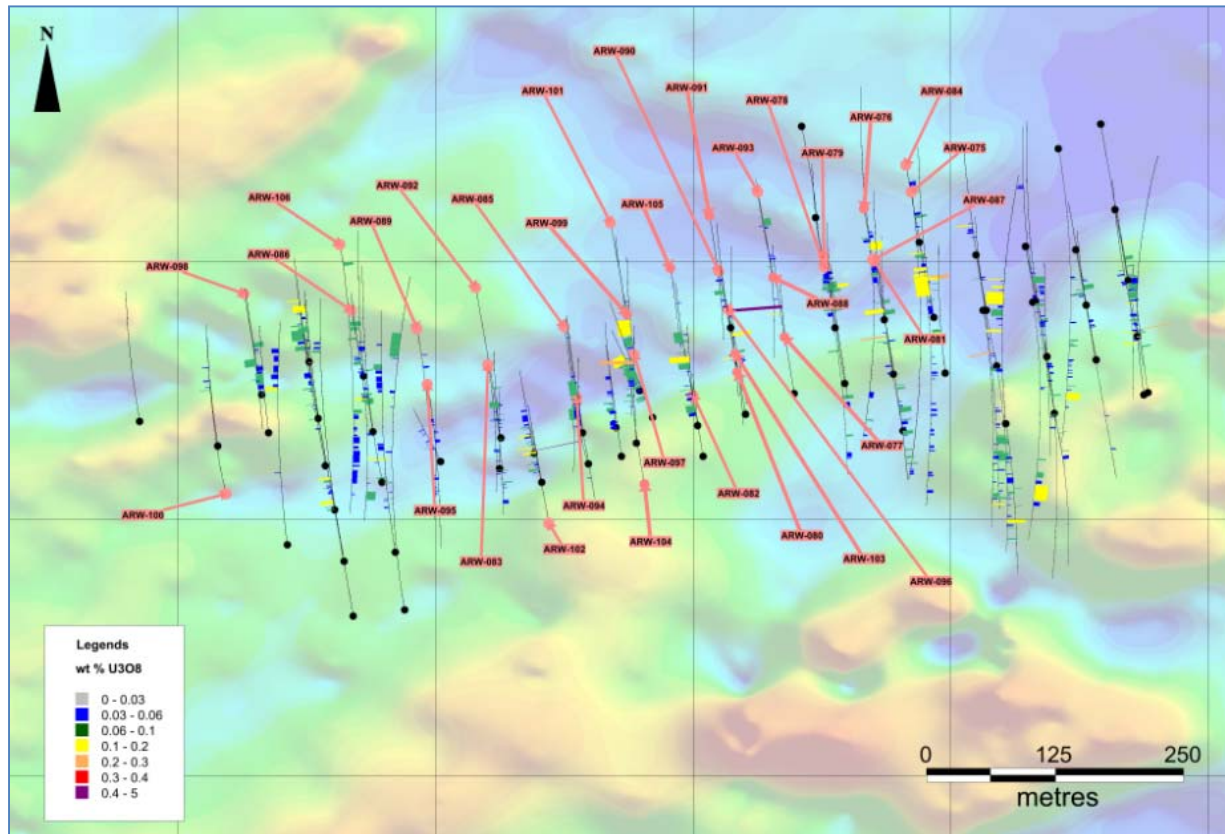 N
ARW-090
ARW-101
ARW-091
ARW-078
ARW-084
ARW-076
ARW-093
ARW-079
ARW-075
ARW-092
ARW-085
ARW-106
ARW-089
ARW-099
ARW-105
ARW-087
ARW-086
ARW-098
ARW-088
ARW-081
ARW-077
ARW-097
ARW-082
ARW-100
ARW-095
ARW-094
ARW-080
ARW-083
ARW-102
ARW-104
ARW-103
ARW-096
Legends
wt % U3O8
0 - 0.03
0.03 - 0.06
0.06 - 0.1
0.1 - 0.2
0.2 - 0.3
0.3 - 0.4
0.4 - 5
0 125 250
metres